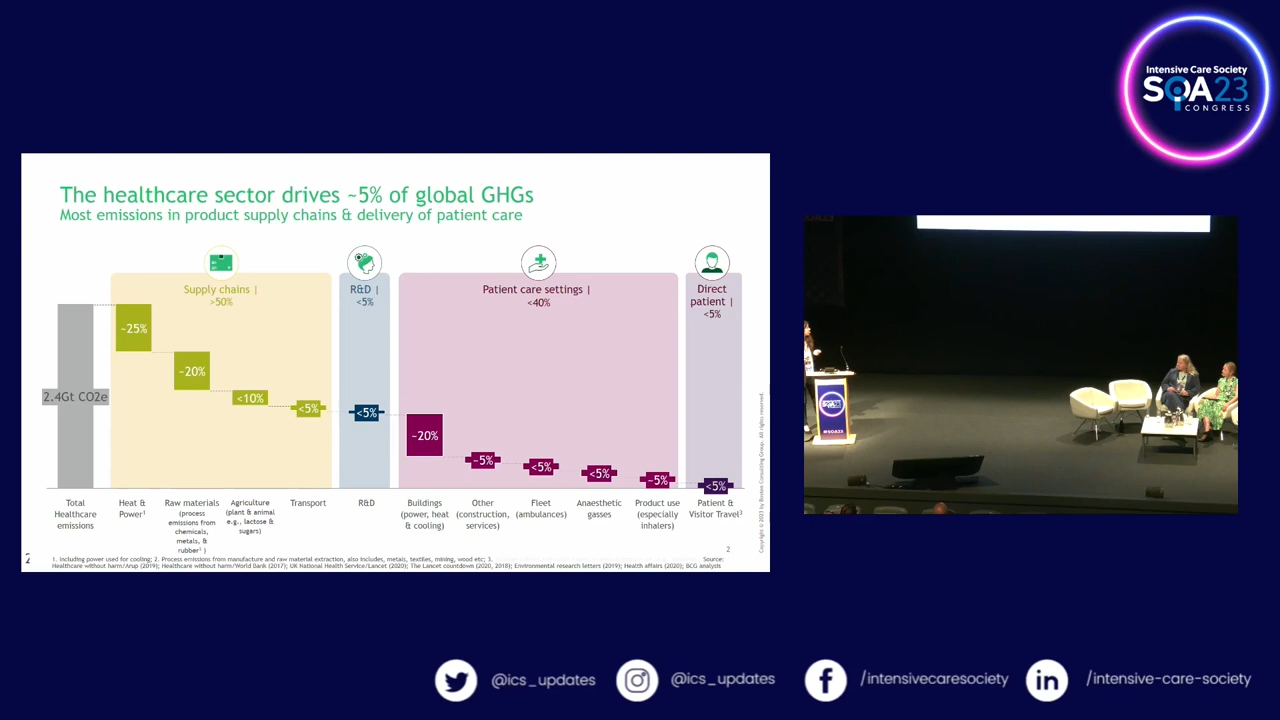 Intensive Care Society
SOA23
CONGRESS
The healthcare sector drives ~5% of global GHGs
Most emissions in product supply chains & delivery of patient care
Supply chains |
>50%
R&D |
<5%
Patient care settings |
<40%
Direct
patient |
<5%
2.4Gt CO2e
~25%
~20%
<10%
<5%
<5%
~20%
~5%
<5%
<5%
~5%
<5%
Total
Healthcare
emissions
Heat &
Power¹
Raw materials
(process
emissions from
chemicals,
metals, &
rubber² )
Agriculture
(plant & animal
e.g., lactose &
sugars)
Transport
R&D
Buildings
(power, heat
& cooling)
Other
(construction,
services)
Fleet
(ambulances)
Anaesthetic
gasses
Product use
(especially
inhalers)
Patient &
Visitor Travel³
Copyright © 2023 by Boston Consulting Group. All rights reserved.
2
2
1. Including power used for cooling; 2. Process emissions from manufacture and raw material extraction, also includes, metals, textiles, mining, wood etc; 3.
Source:
Healthcare without harm/Arup (2019); Healthcare without harm/World Bank (2017); UK National Health Service/Lancet (2020); The Lancet countdown (2020, 2018); Environmental research letters (2019); Health affairs (2020); BCG analysis
#SOA23
@ics_updates
@ics_updates
/intensivecaresociety
/intensive-care-society